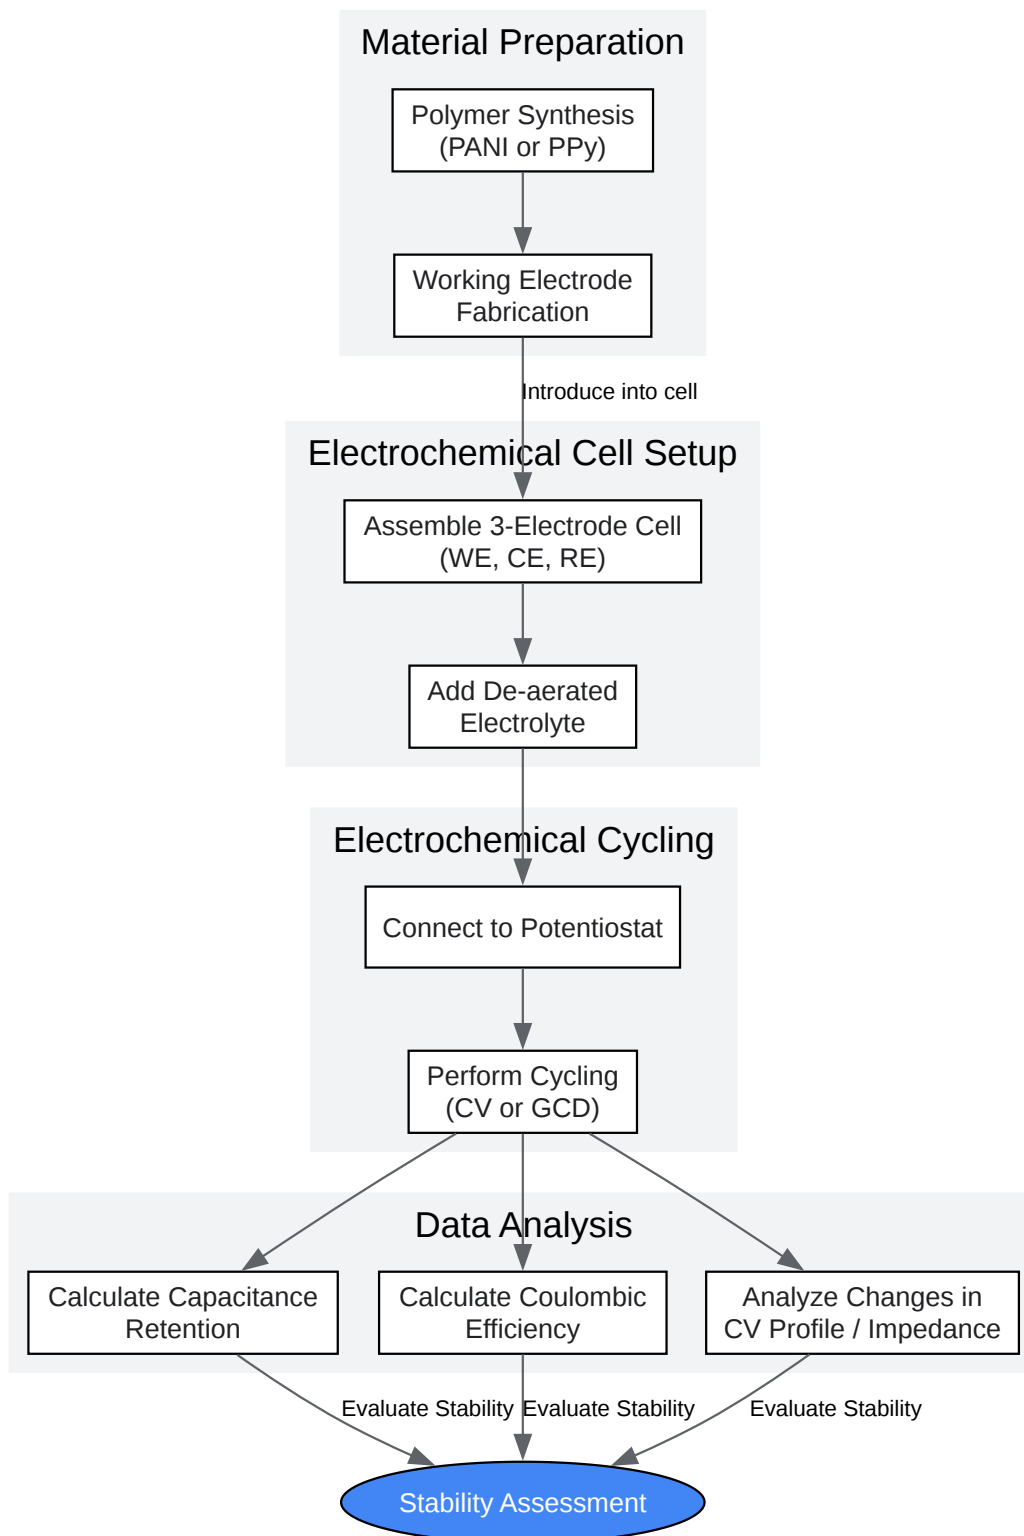 Material Preparation
Polymer Synthesis
(PANI or PPy)
Working Electrode
Fabrication
Introduce into cell
Electrochemical Cell Setup
Assemble 3-Electrode Cell
(WE, CE, RE)
Add De-aerated
Electrolyte
Electrochemical Cycling
Connect to Potentiostat
Perform Cycling
(CV or GCD)
Data Analysis
Calculate Capacitance
Retention
Calculate Coulombic
Efficiency
Analyze Changes in
CV Profile / Impedance
Evaluate Stability
Evaluate Stability
Evaluate Stability
Stability Assessment